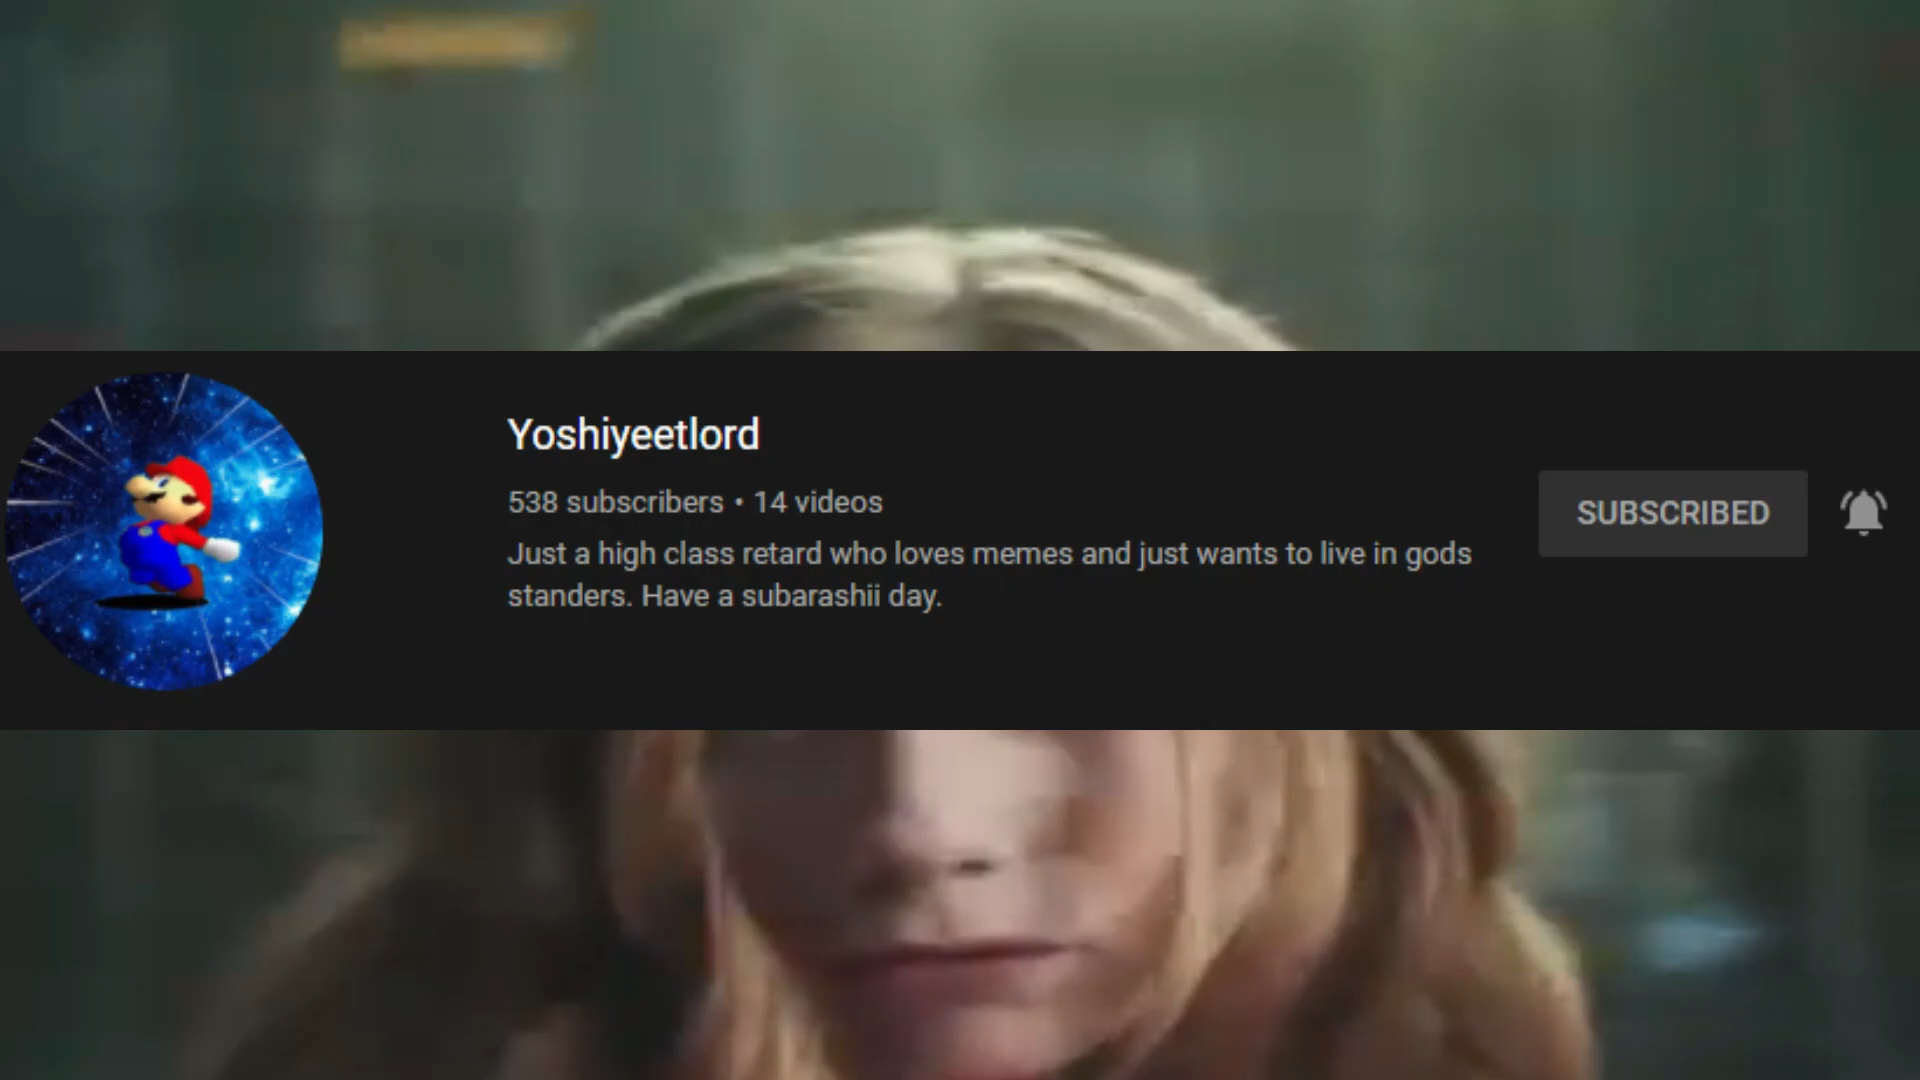 Yoshiyeetlord
538 subscribers • 14 videos
Just a high class retard who loves memes and just wants to live in gods
standers. Have a subarashii day.
SUBSCRIBED